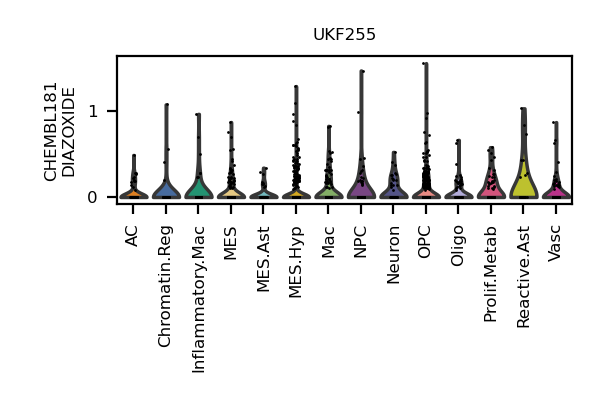 UKF255
CHEMBL181
DIAZOXIDE
1
0
AC
Chromatin.Reg
Inflammatory.Mac
MES
MES.Ast
MES.Hyp
Mac
NPC
Neuron
OPC
Oligo
Prolif.Metab
Reactive.Ast
Vasc